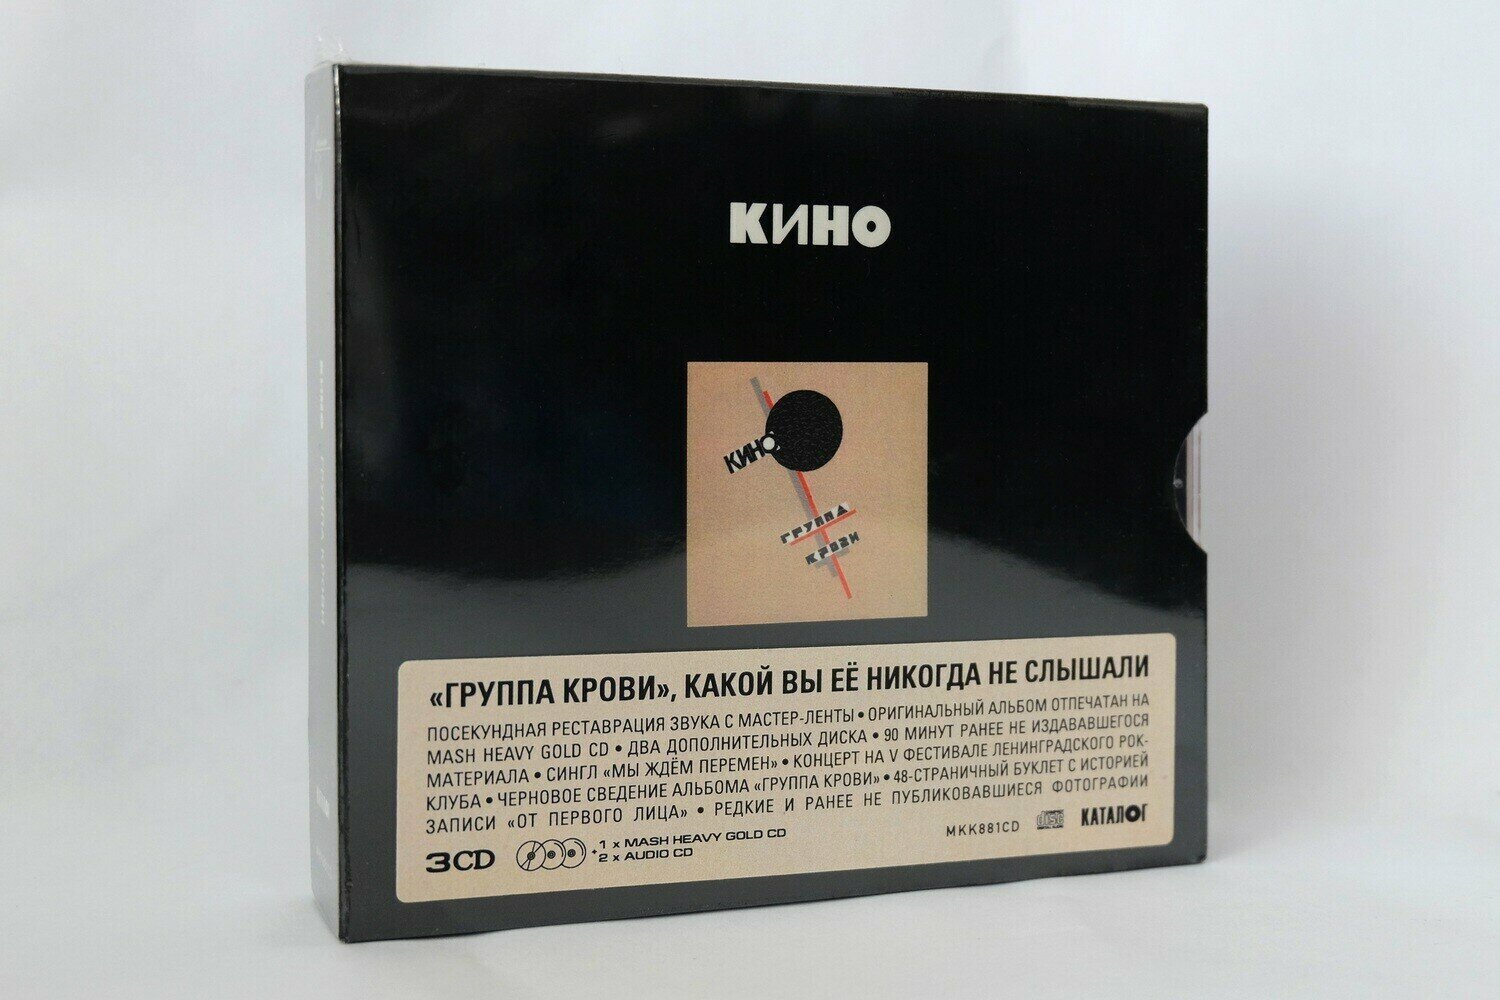 КИНО
КИНО
ГРУППА
КРОВИ
«ГРУППА КРОВИ», КАКОЙ ВЫ ЕЁ НИКОГДА НЕ СЛЫШАЛИ
ПОСЕКУНДНАЯ РЕСТАВРАЦИЯ ЗВУКА С МАСТЕР-ЛЕНТЫ • ОРИГИНАЛЬНЫЙ АЛЬБОМ ОТПЕЧАТАН НА
MASH HEAVY GOLD CD • ДВА ДОПОЛНИТЕЛЬНЫХ ДИСКА • 90 МИНУТ РАНЕЕ НЕ ИЗДАВАВШЕГОСЯ
МАТЕРИАЛА • СИНГЛ «МЫ ЖДЁМ ПЕРЕМЕН» • КОНЦЕРТ НА V ФЕСТИВАЛЕ ЛЕНИНГРАДСКОГО РОК-
КЛУБА • ЧЕРНОВОЕ СВЕДЕНИЕ АЛЬБОМА «ГРУППА КРОВИ» • 48-СТРАНИЧНЫЙ БУКЛЕТ С ИСТОРИЕЙ
ЗАПИСИ «ОТ ПЕРВОГО ЛИЦА» • РЕДКИЕ И РАНЕЕ НЕ ПУБЛИКОВАВШИЕСЯ ФОТОГРАФИИ
3CD
1 x MASH HEAVY GOLD CD
+2 x AUDIO CD
MKK881CD
disc
КАТАЛОГ